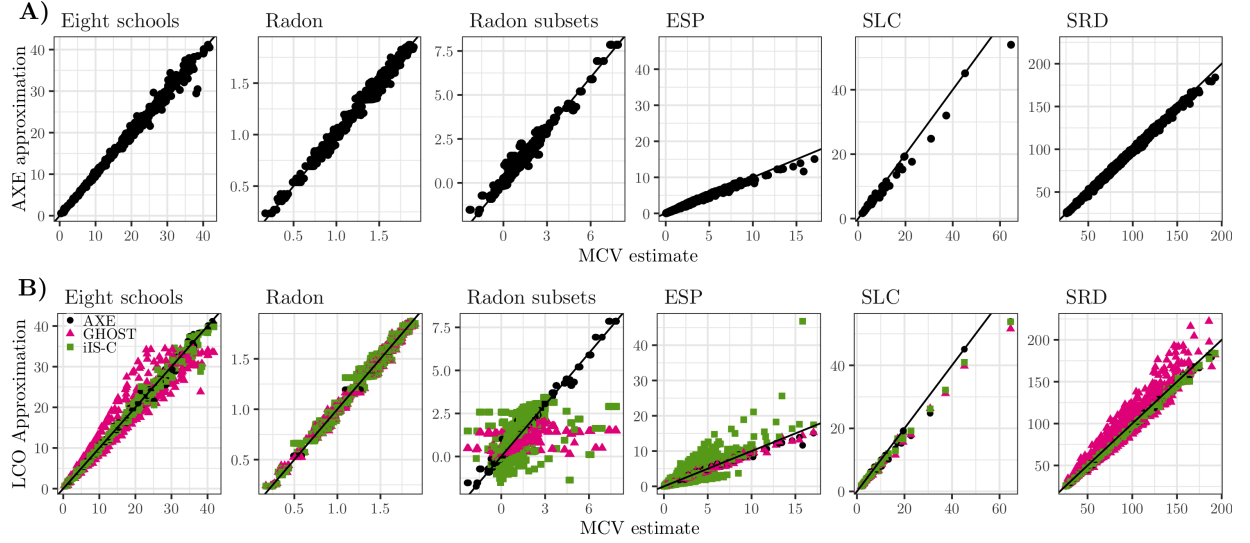 A)
Eight schools
Radon
Radon subsets
ESP
SLC
SRD
AXE approximation
40
30
20
10
0
0 10 20 30 40
1.5
1.0
0.5
0.5 1.0 1.5
7.5
5.0
2.5
0.0
0 3 6
40
30
20
10
0
0 5 10 15
40
20
0
0 20 40 60
200
150
100
50
50 100 150 200
MCV estimate
B)
Eight schools
Radon
Radon subsets
ESP
SLC
SRD
LCO Approximation
AXE
GHOST
iIS-C
40
30
20
10
0
0 10 20 30 40
1.5
1.0
0.5
0.5 1.0 1.5
7.5
5.0
2.5
0.0
0 3 6
50
40
30
20
10
0
0 5 10 15
40
20
0
0 20 40 60
200
150
100
50
50 100 150 200
MCV estimate